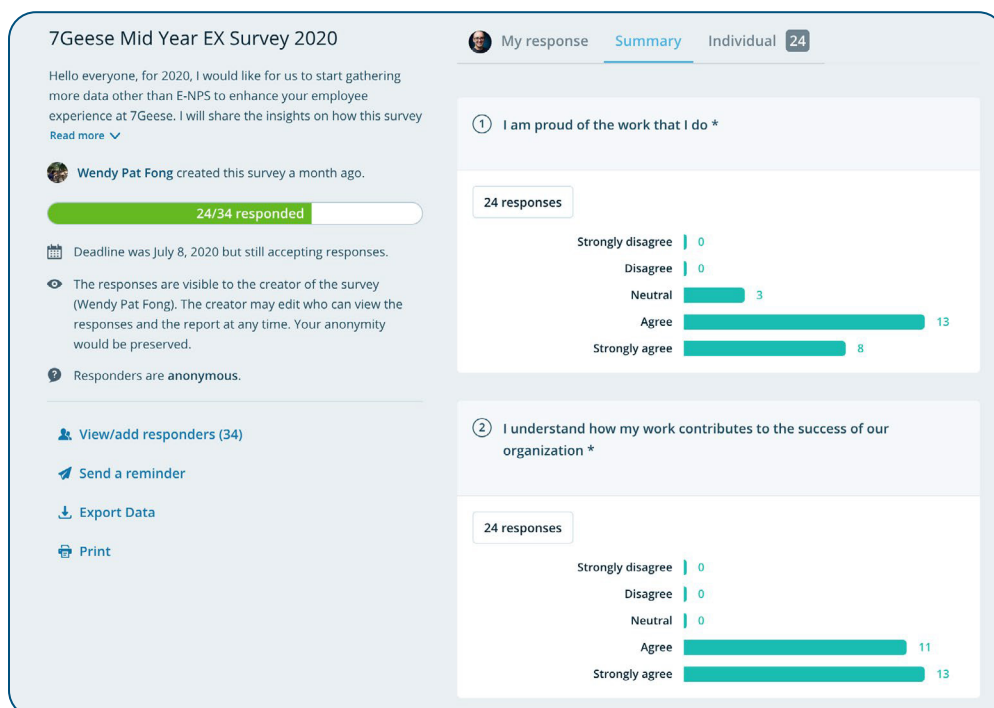 7Geese Mid Year EX Survey 2020
Hello everyone, for 2020, I would like for us to start gathering
more data other than E-NPS to enhance your employee
experience at 7Geese. I will share the insights on how this survey
Read more
Wendy Pat Fong created this survey a month ago.
24/34 responded
Deadline was July 8, 2020 but still accepting responses.
The responses are visible to the creator of the survey
(Wendy Pat Fong). The creator may edit who can view the
responses and the report at any time. Your anonymity
would be preserved.
Responders are anonymous.
View/add responders (34)
Send a reminder
Export Data
Print
My response Summary Individual 24
1 I am proud of the work that I do *
24 responses
Strongly disagree 0
Disagree 0
Neutral 3
Agree 13
Strongly agree 8
2 I understand how my work contributes to the success of our
organization *
24 responses
Strongly disagree 0
Disagree 0
Neutral 0
Agree 11
Strongly agree 13